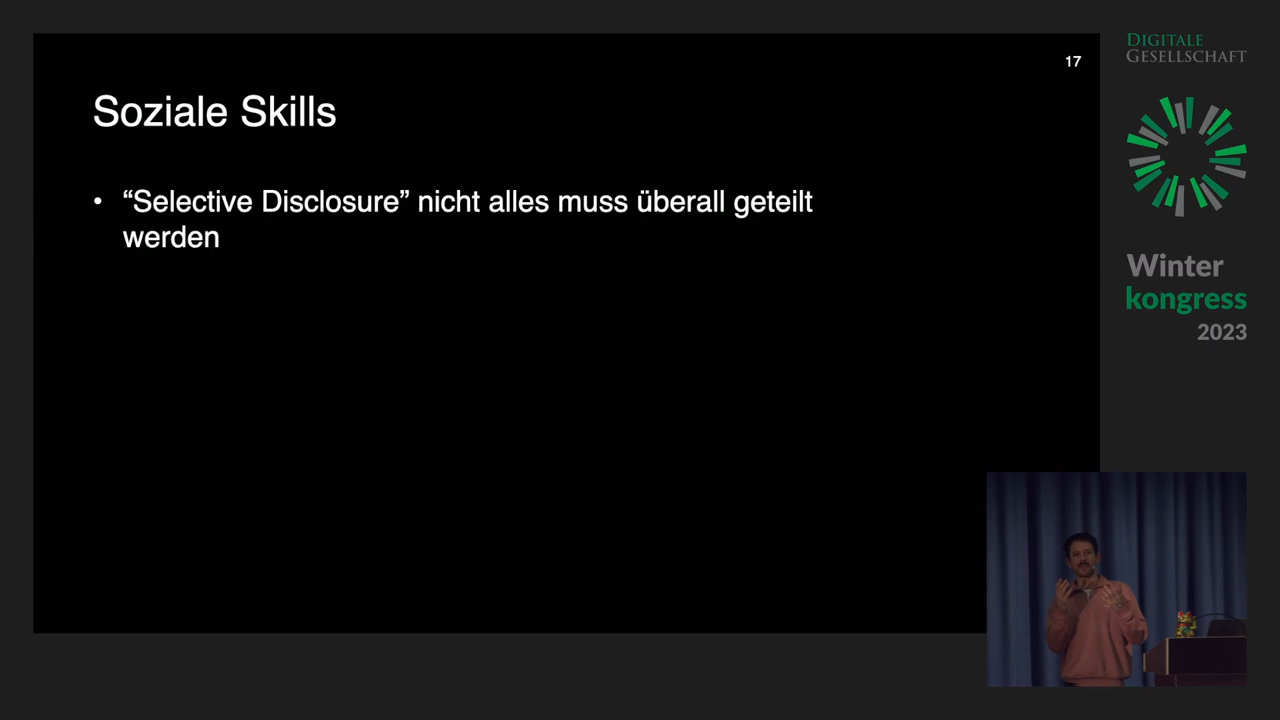 17
Soziale Skills
• “Selective Disclosure” nicht alles muss überall geteilt
werden
DIGITALE
GESELLSCHAFT
Winter
kongress
2023